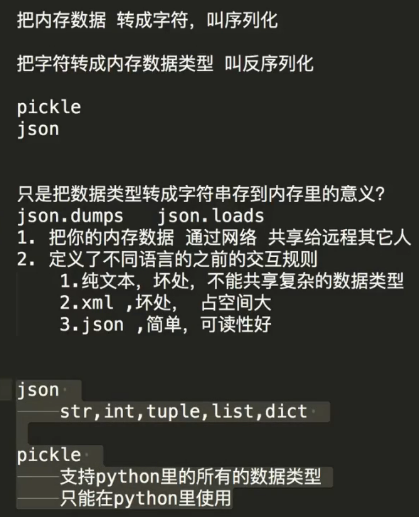 把内存数据 转成字符，叫序列化
把字符转成内存数据类型 叫反序列化
pickle
json
只是把数据类型转成字符串存到内存里的意义？
json.dumps   json.loads
1. 把你的内存数据 通过网络 共享给远程其它人
2. 定义了不同语言的之前的交互规则
1.纯文本，坏处，不能共享复杂的数据类型
2.xml ,坏处， 占空间大
3.json ,简单，可读性好
json
str,int,tuple,list,dict
pickle
支持python里的所有的数据类型
只能在python里使用